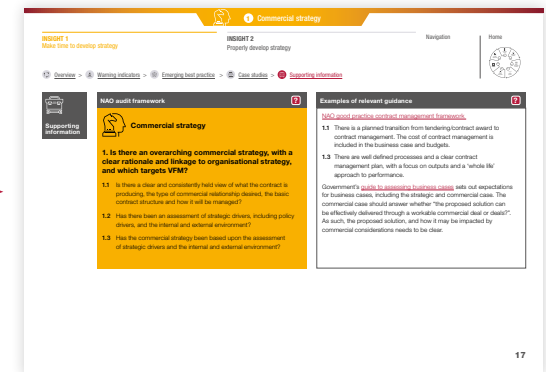 1 Commercial strategy
INSIGHT 1
Make time to develop strategy
INSIGHT 2
Properly develop strategy
Navigation
Home
Overview > Warning indicators > Emerging best practice > Case studies > Supporting information
Supporting
information
NAO audit framework
?
Commercial strategy
1. Is there an overarching commercial strategy, with a
clear rationale and linkage to organisational strategy,
and which targets VFM?
1.1 Is there a clear and consistently held view of what the contract is
producing, the type of commercial relationship desired, the basic
contract structure and how it will be managed?
1.2 Has there been an assessment of strategic drivers, including policy
drivers, and the internal and external environment?
1.3 Has the commercial strategy been based upon the assessment
of strategic drivers and the internal and external environment?
Examples of relevant guidance
?
NAO good practice contract management framework.
1.1 There is a planned transition from tendering/contract award to
contract management. The cost of contract management is
included in the business case and budgets.
1.3 There are well defined processes and a clear contract
management plan, with a focus on outputs and a ‘whole life’
approach to performance.
Government’s guide to assessing business cases sets out expectations
for business cases, including the strategic and commercial case. The
commercial case should answer whether “the proposed solution can
be effectively delivered through a workable commercial deal or deals?”.
As such, the proposed solution, and how it may be impacted by
commercial considerations needs to be clear.
17